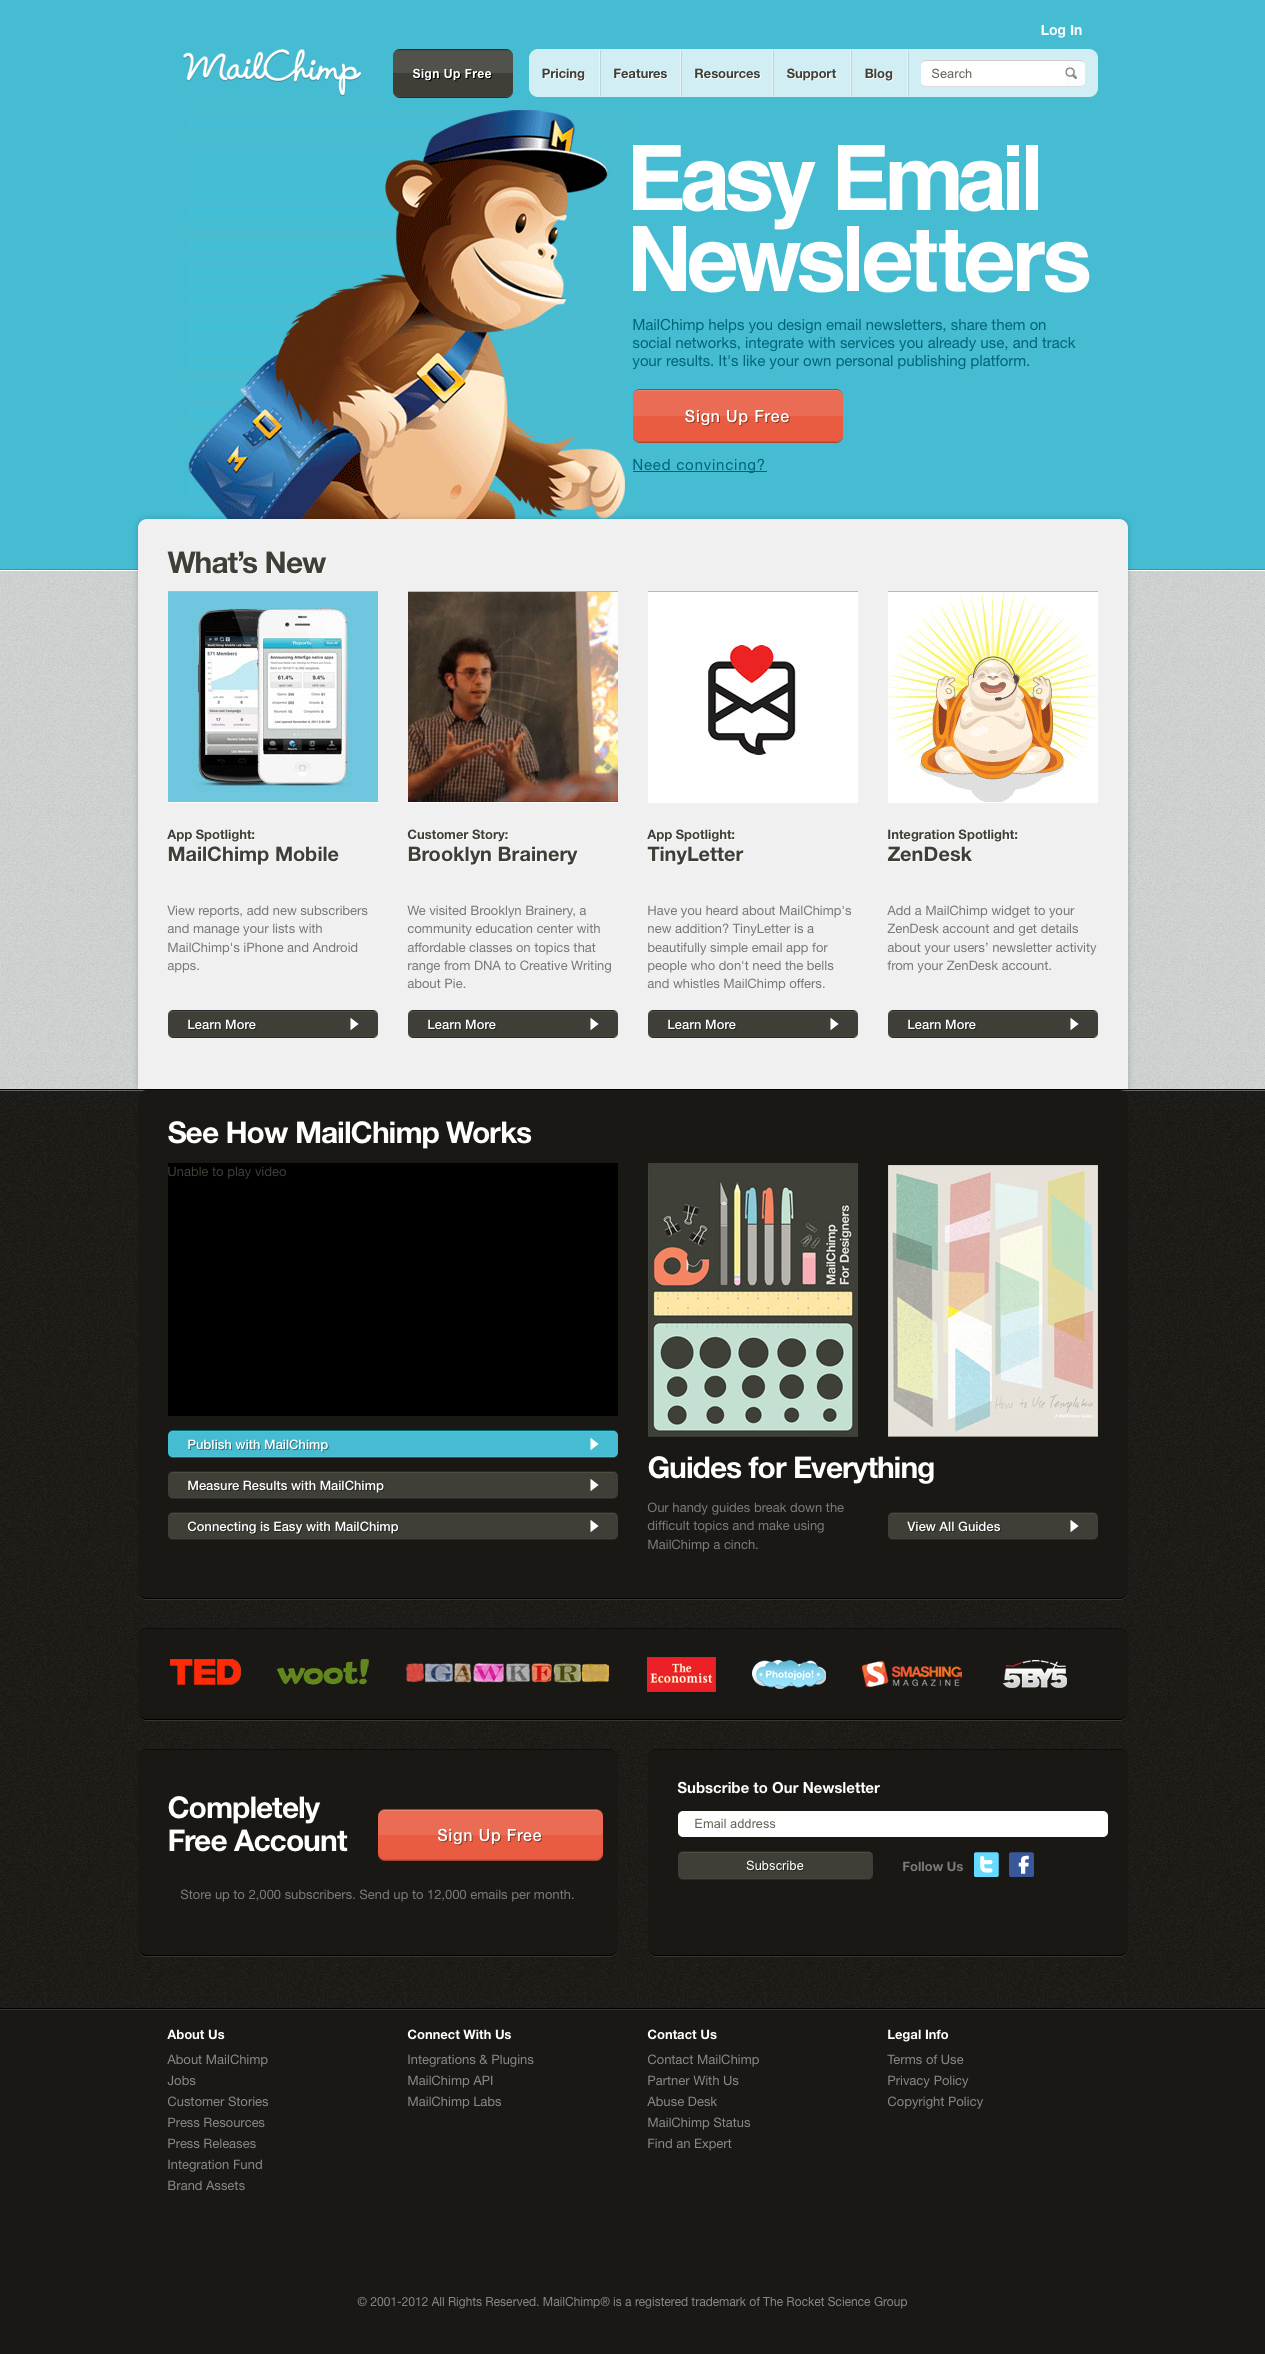 Log In
MailChimp
Sign Up Free
Pricing
Features
Resources
Support
Blog
Search
Easy Email
Newsletters
MailChimp helps you design email newsletters, share them on
social networks, integrate with services you already use, and track
your results. It's like your own personal publishing platform.
Sign Up Free
Need convincing?
What's New
571 Members
Reports
Announcing AlterEgo native apps
61.4%
9.4%
App Spotlight:
MailChimp Mobile
View reports, add new subscribers
and manage your lists with
MailChimp's iPhone and Android
apps.
Learn More
Customer Story:
Brooklyn Brainery
We visited Brooklyn Brainery, a
community education center with
affordable classes on topics that
range from DNA to Creative Writing
about Pie.
Learn More
App Spotlight:
TinyLetter
Have you heard about MailChimp's
new addition? TinyLetter is a
beautifully simple email app for
people who don't need the bells
and whistles MailChimp offers.
Learn More
Integration Spotlight:
ZenDesk
Add a MailChimp widget to your
ZenDesk account and get details
about your users’ newsletter activity
from your ZenDesk account.
Learn More
See How MailChimp Works
Unable to play video
Publish with MailChimp
Measure Results with MailChimp
Connecting is Easy with MailChimp
MailChimp
For Designers
How to Use Templates
Guides for Everything
Our handy guides break down the
difficult topics and make using
MailChimp a cinch.
View All Guides
TED
woot!
GAWKER
The
Economist
Photojojo!
SMASHING
MAGAZINE
5BY5
Completely
Free Account
Sign Up Free
Store up to 2,000 subscribers. Send up to 12,000 emails per month.
Subscribe to Our Newsletter
Email address
Subscribe
Follow Us
About Us
About MailChimp
Jobs
Customer Stories
Press Resources
Press Releases
Integration Fund
Brand Assets
Connect With Us
Integrations & Plugins
MailChimp API
MailChimp Labs
Contact Us
Contact MailChimp
Partner With Us
Abuse Desk
MailChimp Status
Find an Expert
Legal Info
Terms of Use
Privacy Policy
Copyright Policy
© 2001-2012 All Rights Reserved. MailChimp® is a registered trademark of The Rocket Science Group